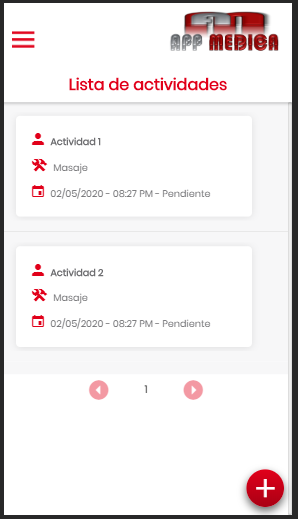 APP MEDICA
Lista de actividades
Actividad 1
Masaje
02/05/2020 - 08:27 PM - Pendiente
Actividad 2
Masaje
02/05/2020 - 08:27 PM - Pendiente
1